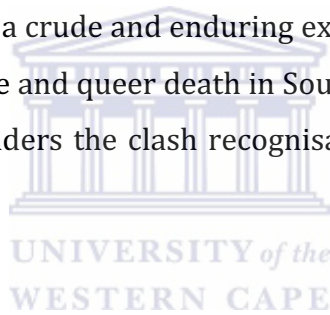 a crude and enduring ex
e and queer death in Sou
ders the clash recognisa
UNIVERSITY of the
WESTERN CAPE